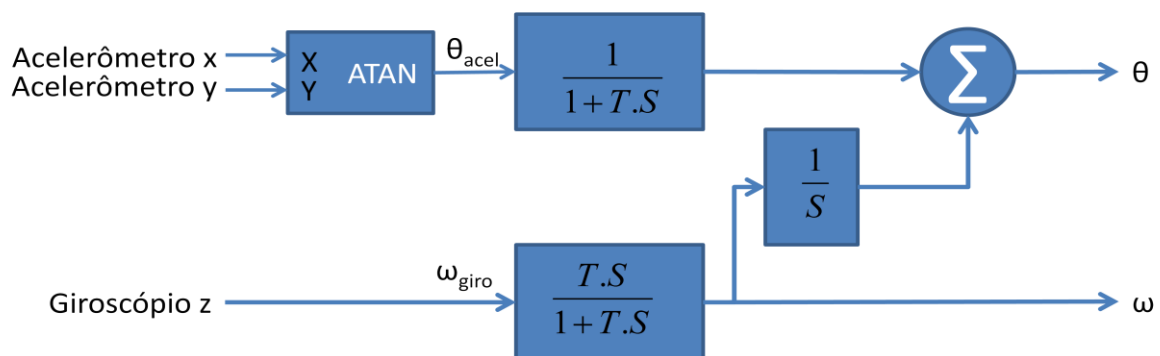 Acelerômetro x
Acelerômetro y
X
Y
ATAN
θacel
1
1+T.S
Σ
θ
1
S
Giroscópio z
ωgiro
T.S
1+T.S
ω